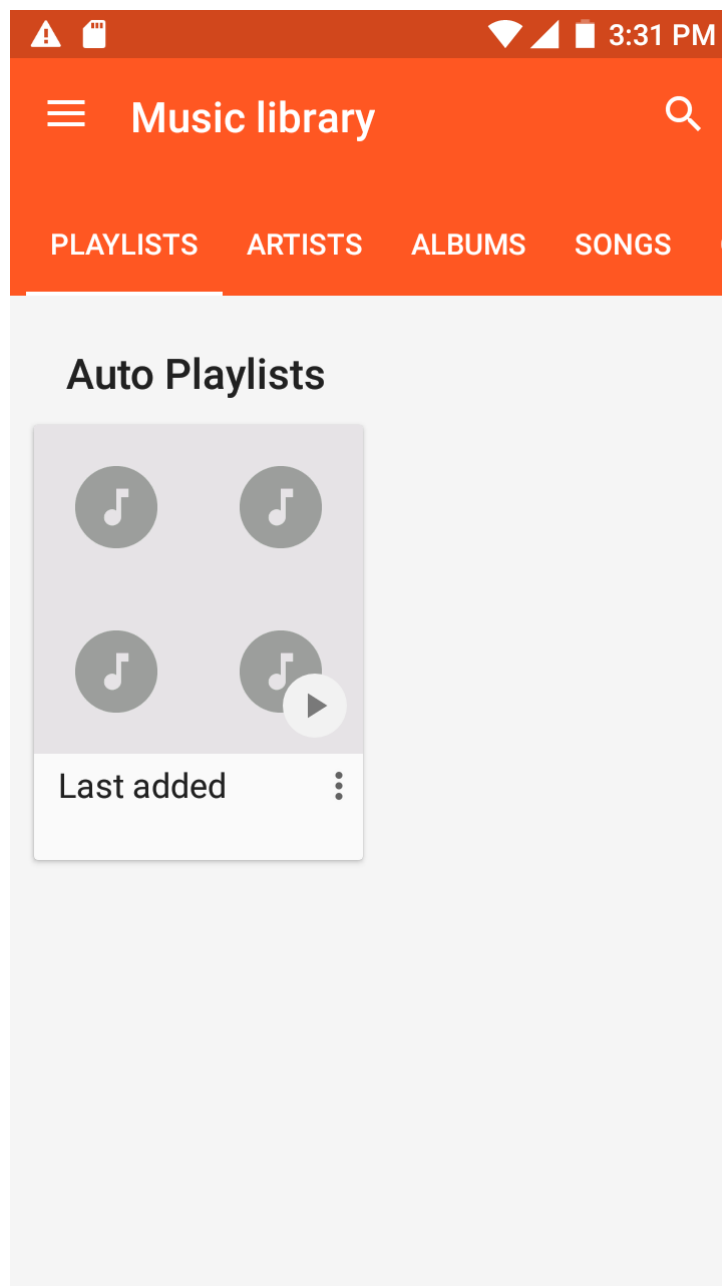 3:31 PM
Music library
PLAYLISTS ARTISTS ALBUMS SONGS
Auto Playlists
Last added